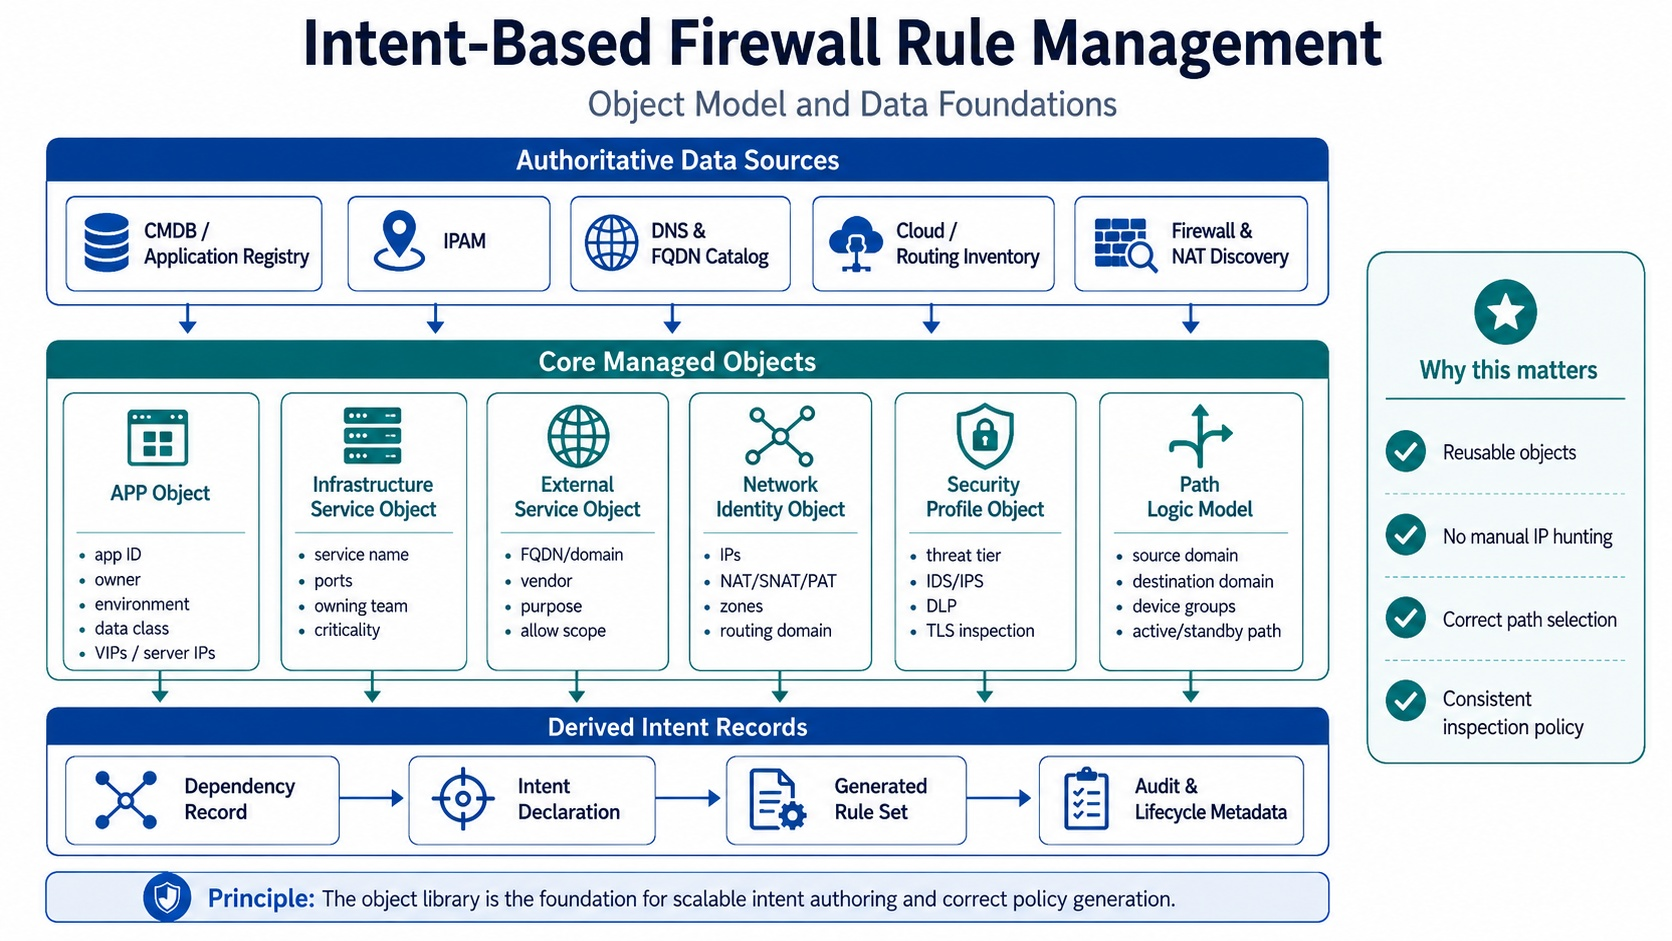 Intent-Based Firewall Rule Management
Object Model and Data Foundations
Authoritative Data Sources
CMDB /
Application Registry
IPAM
DNS &
FQDN Catalog
Cloud /
Routing Inventory
Firewall &
NAT Discovery
Core Managed Objects
APP Object
• app ID
• owner
• environment
• data class
• VIPs / server IPs
Infrastructure
Service Object
• service name
• ports
• owning team
• criticality
External
Service Object
• FQDN/domain
• vendor
• purpose
• allow scope
Network
Identity Object
• IPs
• NAT/SNAT/PAT
• zones
• routing domain
Security
Profile Object
• threat tier
• IDS/IPS
• DLP
• TLS inspection
Path
Logic Model
• source domain
• destination domain
• device groups
• active/standby path
Derived Intent Records
Dependency
Record
Intent
Declaration
Generated
Rule Set
Audit &
Lifecycle Metadata
Principle: The object library is the foundation for scalable intent authoring and correct policy generation.
Why this matters
Reusable objects
No manual IP hunting
Correct path selection
Consistent
inspection policy